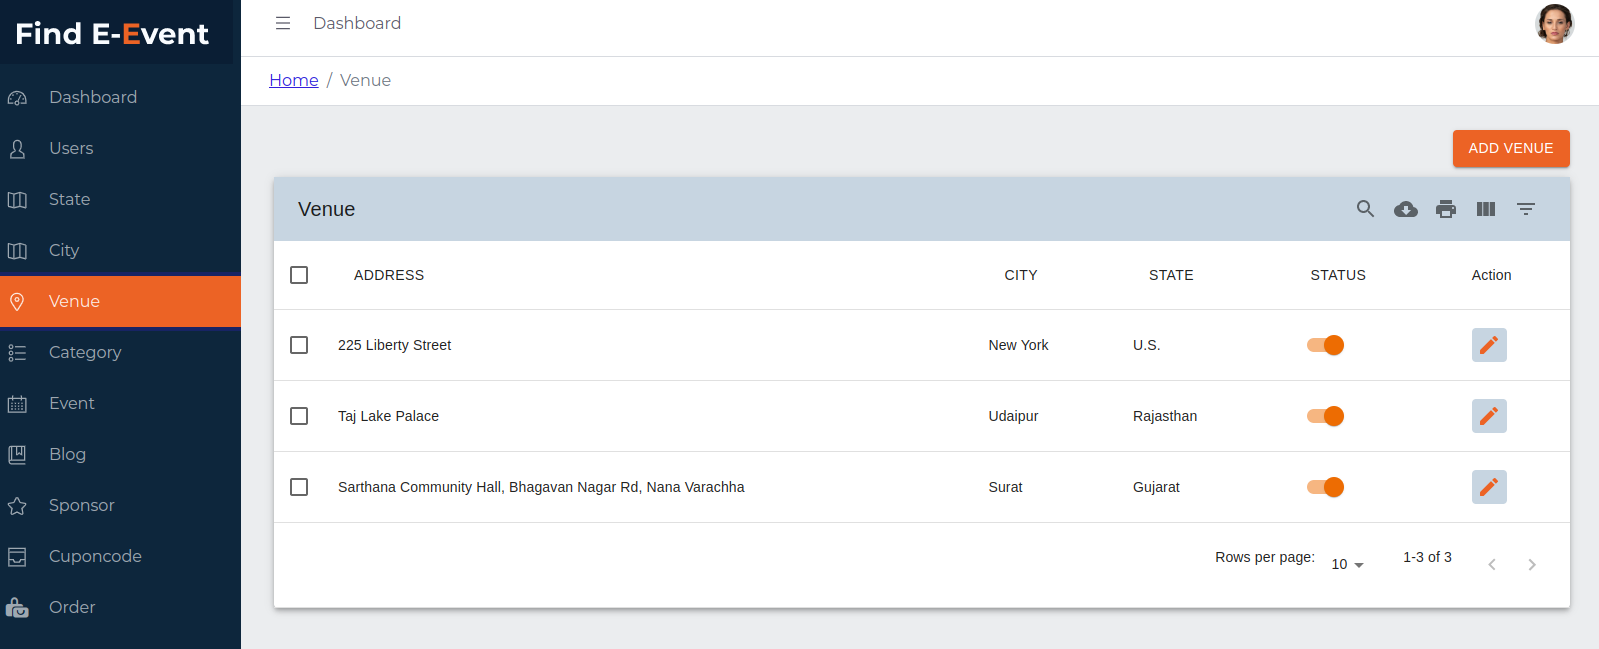 Find E-Event
Dashboard
Dashboard
Users
State
City
Venue
Category
Event
Blog
Sponsor
Cuponcode
Order
Home / Venue
ADD VENUE
Venue
ADDRESS CITY STATE STATUS Action
225 Liberty Street New York U.S.
Taj Lake Palace Udaipur Rajasthan
Sarthana Community Hall, Bhagavan Nagar Rd, Nana Varachha Surat Gujarat
Rows per page: 10 1-3 of 3